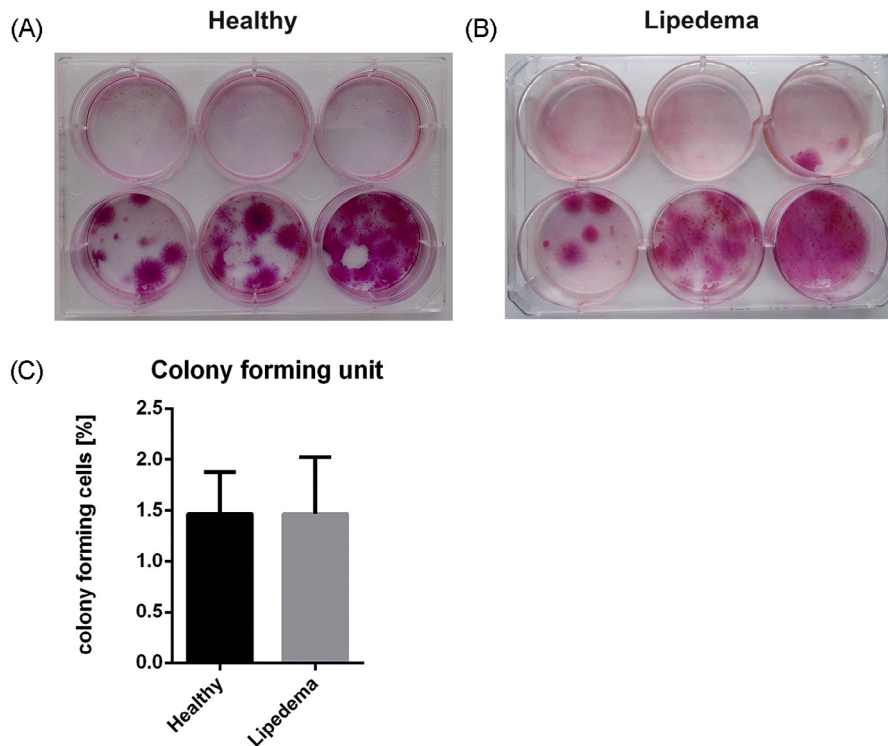 (A)
Healthy
(B)
Lipedema
(C)
Colony forming unit
colony forming cells [%]
2.5
2.0
1.5
1.0
0.5
0.0
Healthy
Lipedema